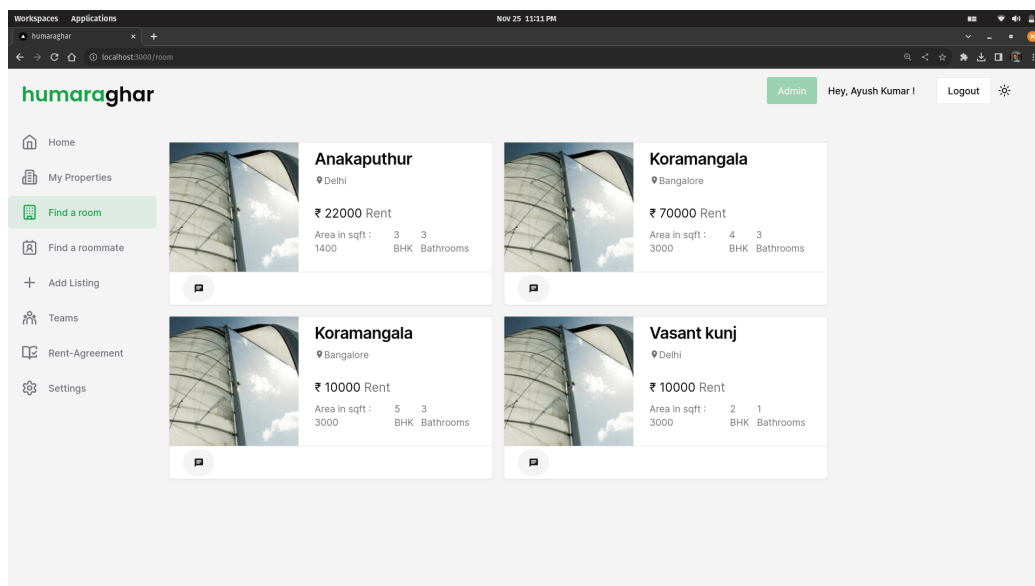 Workspaces Applications Nov 25 11:11 PM
humaraghar
localhost:3000/room
humaraghar
Admin Hey, Ayush Kumar ! Logout
Home
My Properties
Find a room
Find a roommate
Add Listing
Teams
Rent-Agreement
Settings
Anakaputhur
Delhi
₹ 22000 Rent
Area in sqft : 3 3
1400 BHK Bathrooms
Koramangala
Bangalore
₹ 70000 Rent
Area in sqft : 4 3
3000 BHK Bathrooms
Koramangala
Bangalore
₹ 10000 Rent
Area in sqft : 5 3
3000 BHK Bathrooms
Vasant kunj
Delhi
₹ 10000 Rent
Area in sqft : 2 1
3000 BHK Bathrooms